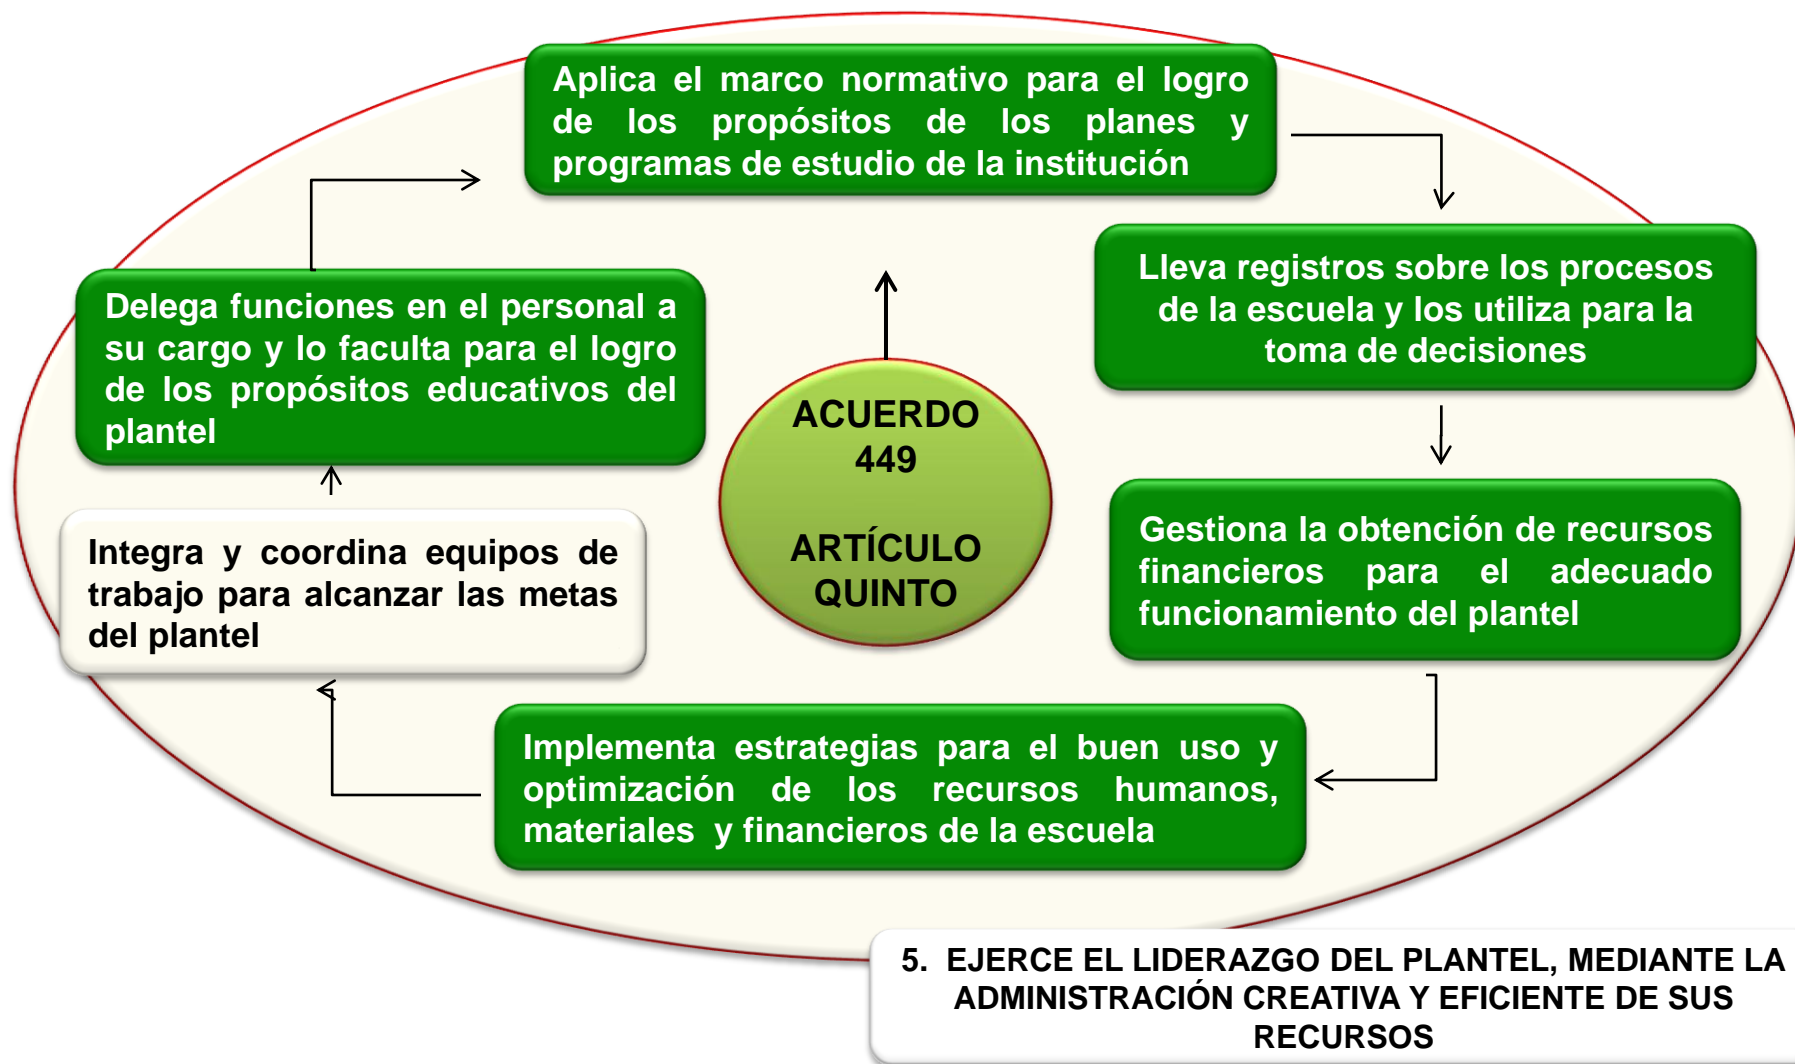 Aplica el marco normativo para el logro
de los propósitos de los planes y
programas de estudio de la institución
Lleva registros sobre los procesos
de la escuela y los utiliza para la
toma de decisiones
Gestiona la obtención de recursos
financieros para el adecuado
funcionamiento del plantel
Implementa estrategias para el buen uso y
optimización de los recursos humanos,
materiales y financieros de la escuela
Integra y coordina equipos de
trabajo para alcanzar las metas
del plantel
Delega funciones en el personal a
su cargo y lo faculta para el logro
de los propósitos educativos del
plantel
ACUERDO
449
ARTÍCULO
QUINTO
5. EJERCE EL LIDERAZGO DEL PLANTEL, MEDIANTE LA
ADMINISTRACIÓN CREATIVA Y EFICIENTE DE SUS
RECURSOS